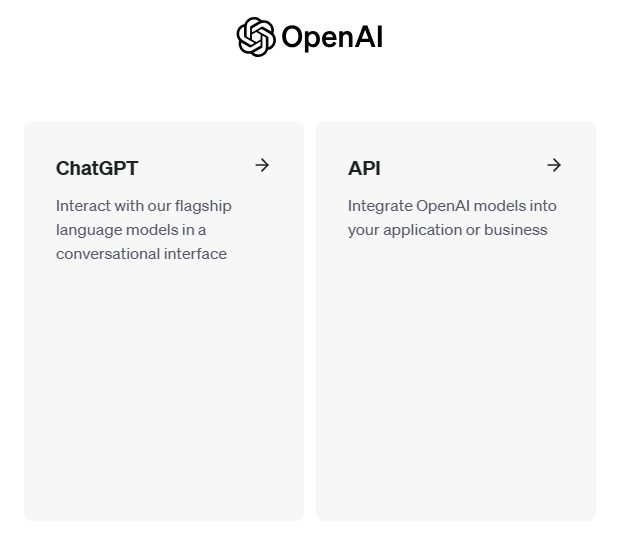 OpenAI
ChatGPT
Interact with our flagship
language models in a
conversational interface
API
Integrate OpenAI models into
your application or business